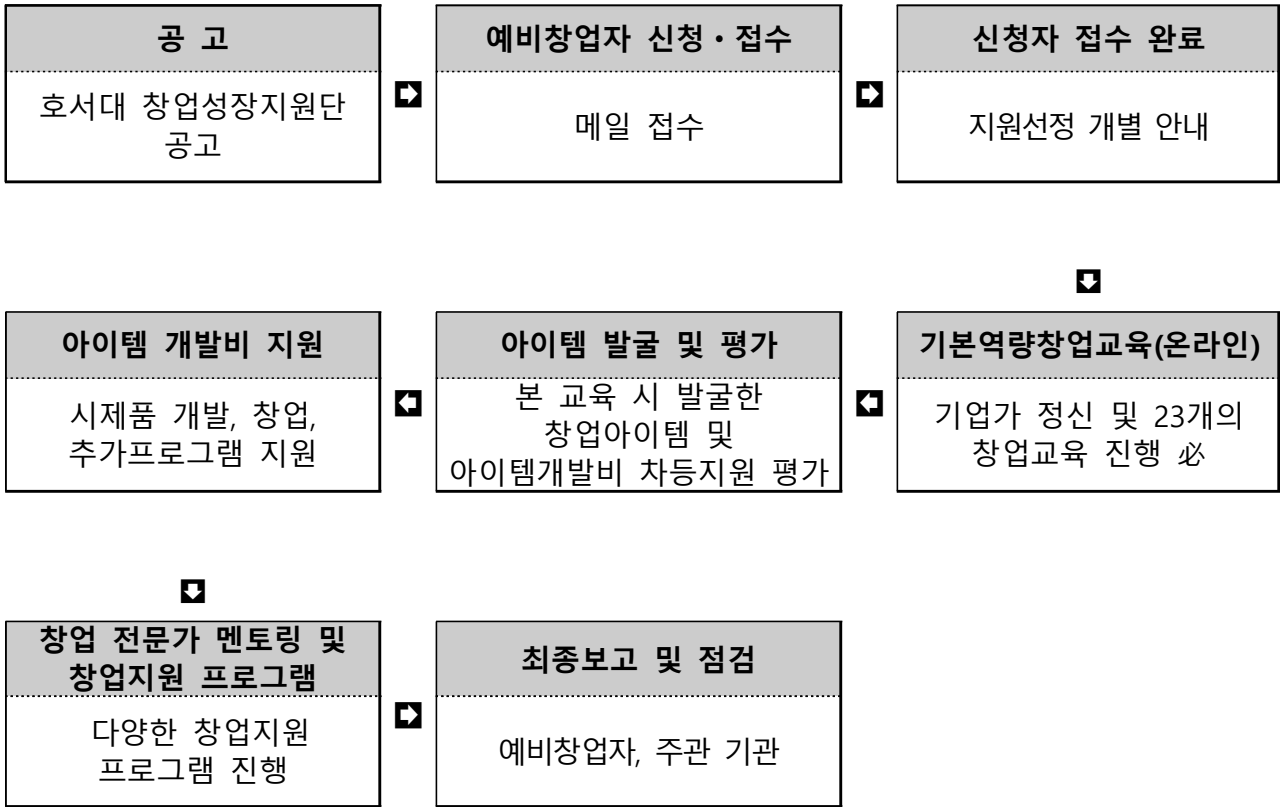 공 고
호서대 창업성장지원단
공고
예비창업자 신청・접수
메일 접수
신청자 접수 완료
지원선정 개별 안내
기본역량창업교육(온라인)
기업가 정신 및 23개의
창업교육 진행 必
아이템 발굴 및 평가
본 교육 시 발굴한
창업아이템 및
아이템개발비 차등지원 평가
아이템 개발비 지원
시제품 개발, 창업,
추가프로그램 지원
창업 전문가 멘토링 및
창업지원 프로그램
다양한 창업지원
프로그램 진행
최종보고 및 점검
예비창업자, 주관 기관